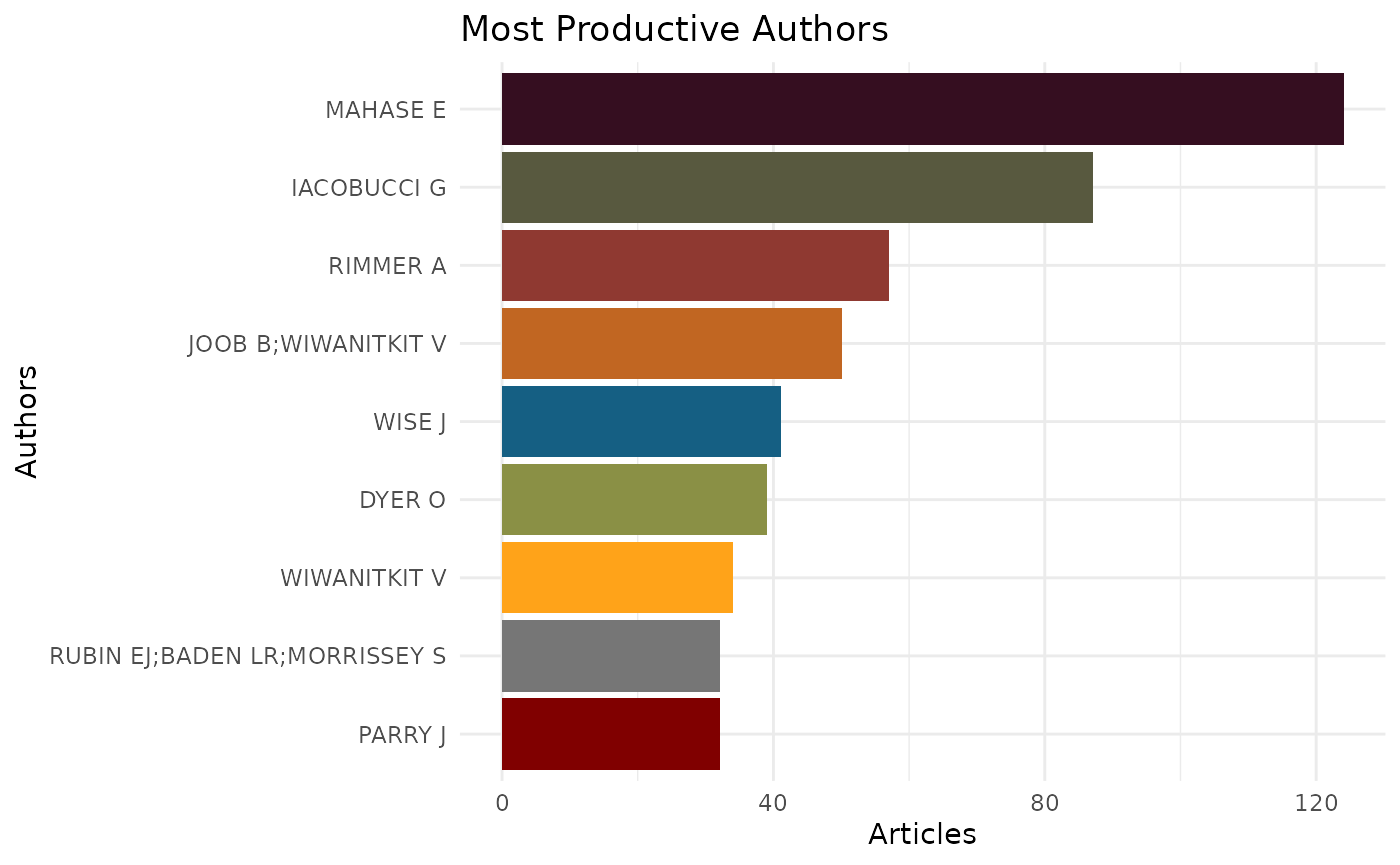 Most Productive Authors
MAHASE E
IACOBUCCI G
RIMMER A
JOOB B;WIWANITKIT V
WISE J
DYER O
WIWANITKIT V
RUBIN EJ;BADEN LR;MORRISSEY S
PARRY J
Authors
0 40 80 120
Articles